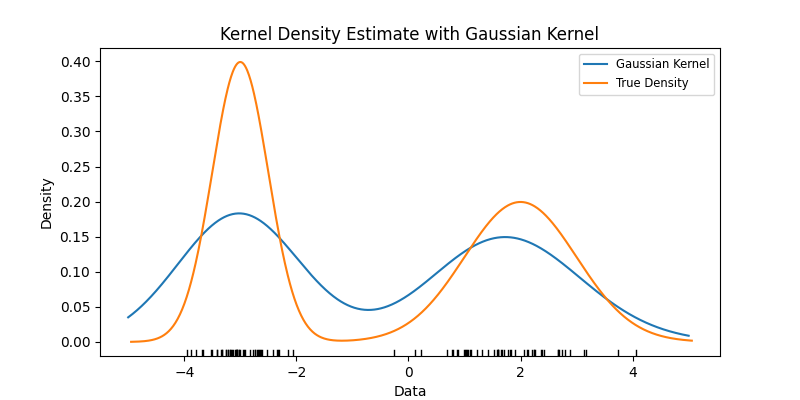 Kernel Density Estimate with Gaussian Kernel
Gaussian Kernel
True Density
Density
0.40
0.35
0.30
0.25
0.20
0.15
0.10
0.05
0.00
−4 −2 0 2 4
Data